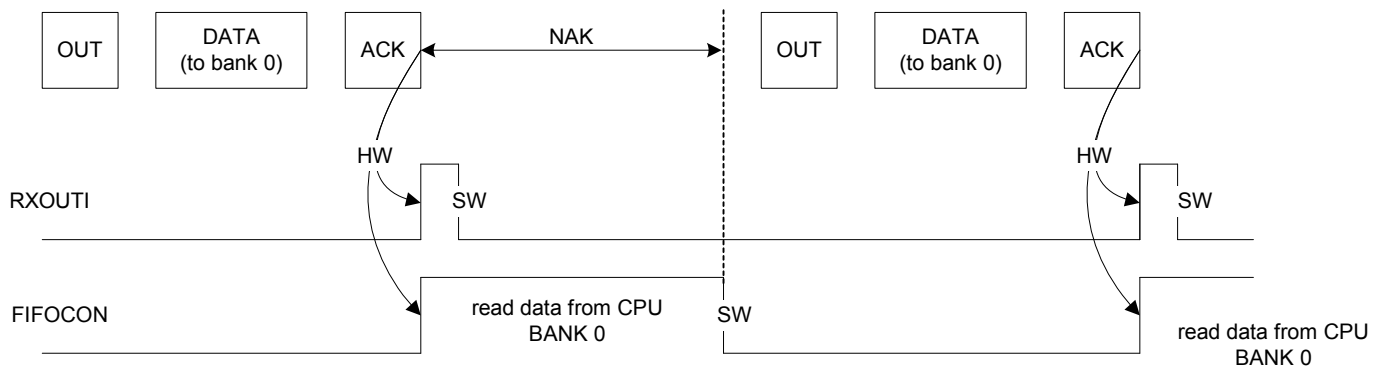 OUT
DATA
(to bank 0)
ACK
NAK
OUT
DATA
(to bank 0)
ACK
HW
HW
RXOUTI
SW
SW
FIFOCON
read data from CPU
BANK 0
SW
read data from CPU
BANK 0